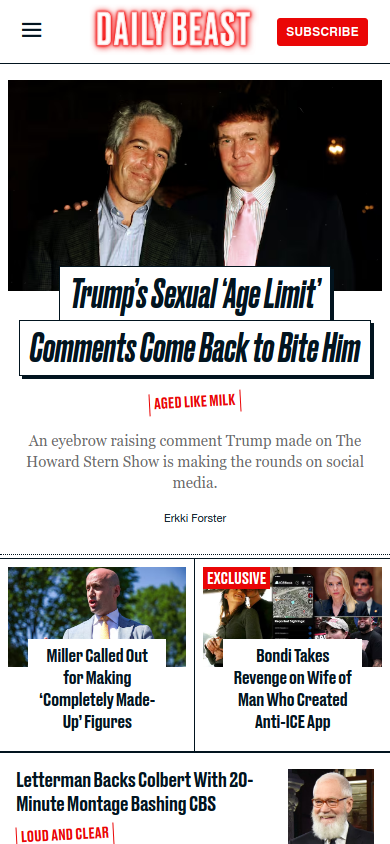 DAILY BEAST
SUBSCRIBE
Trump's Sexual ‘Age Limit’
Comments Come Back to Bite Him
AGED LIKE MILK
An eyebrow raising comment Trump made on The
Howard Stern Show is making the rounds on social
media.
Erkki Forster
Miller Called Out
for Making
‘Completely Made-
Up’ Figures
EXCLUSIVE
Bondi Takes
Revenge on Wife of
Man Who Created
Anti-ICE App
Letterman Backs Colbert With 20-
Minute Montage Bashing CBS
LOUD AND CLEAR